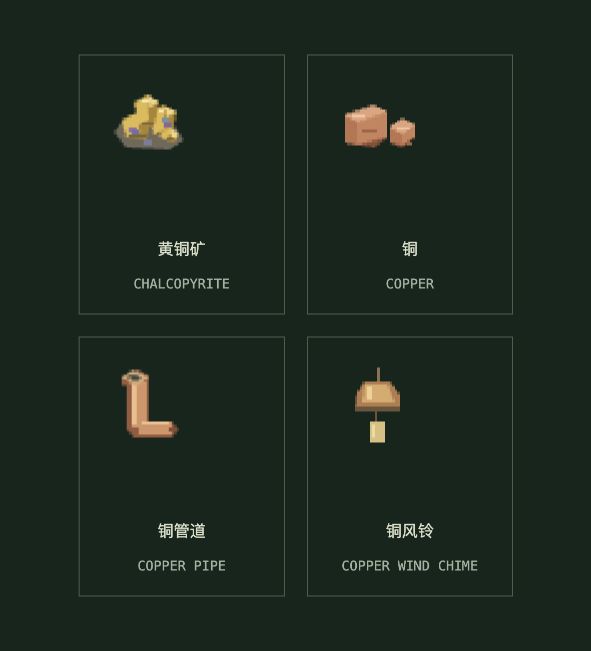 黄铜矿
CHALCOPYRITE
铜
COPPER
铜管道
COPPER PIPE
铜风铃
COPPER WIND CHIME